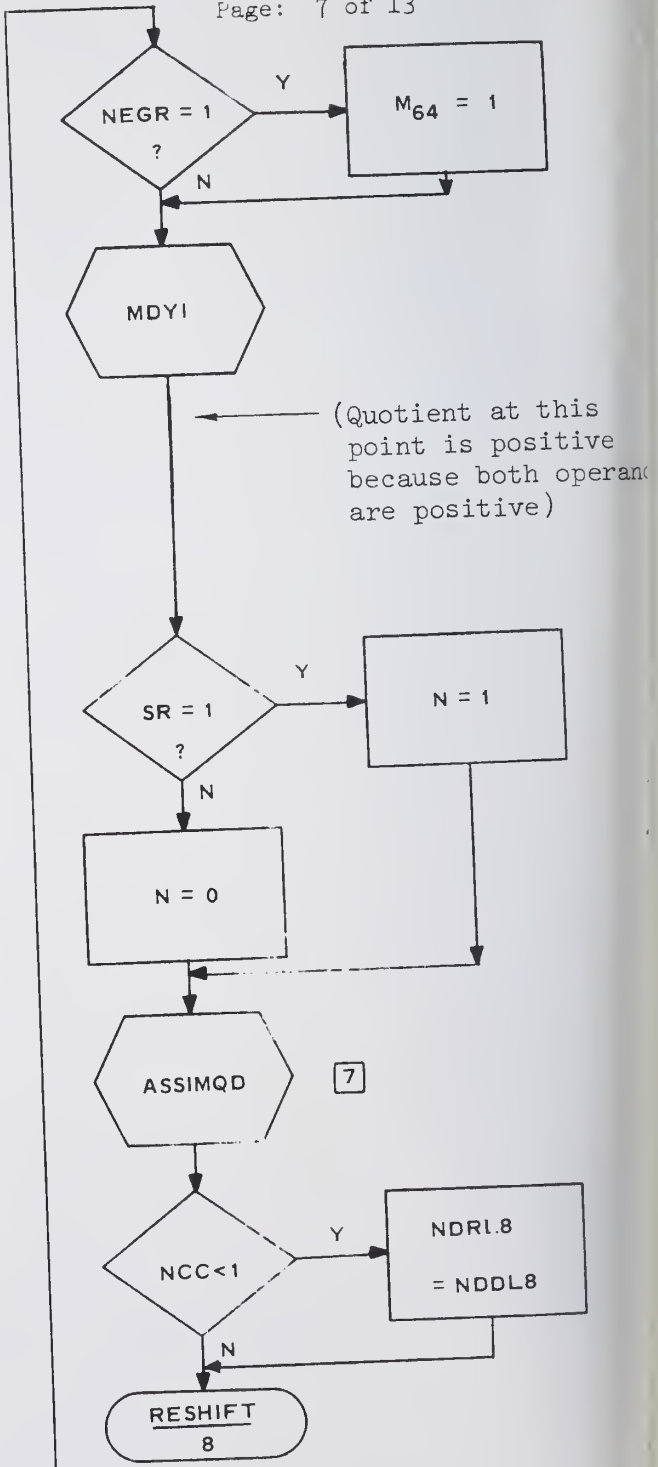 Page: 7 of 13
NEGR = 1
?
Y
M64 = 1
N
MDYI
(Quotient at this
point is positive
because both operand
are positive)
SR = 1
?
Y
N = 1
N
N = 0
ASSIMQD
7
NCC<1
Y
NDRL8
= NDDL8
N
RESHIFT
8